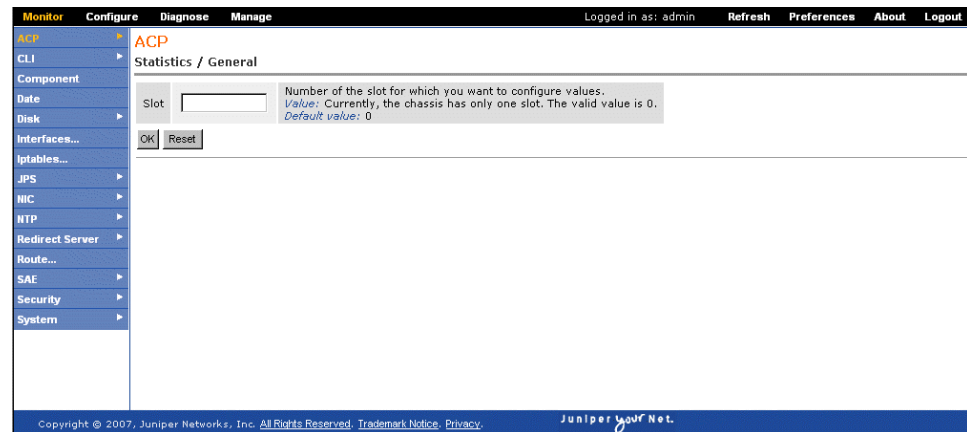 Monitor Configure Diagnose Manage Logged in as: admin Refresh Preferences About Logout
ACP
CLI
Component
Date
Disk
Interfaces...
Iptables...
JPS
NIC
NTP
Redirect Server
Route...
SAE
Security
System
ACP
Statistics / General
Slot
Number of the slot for which you want to configure values.
Value: Currently, the chassis has only one slot. The valid value is 0.
Default value: 0
OK Reset
Copyright © 2007, Juniper Networks, Inc. All Rights Reserved. Trademark Notice. Privacy.
Juniper your Net.